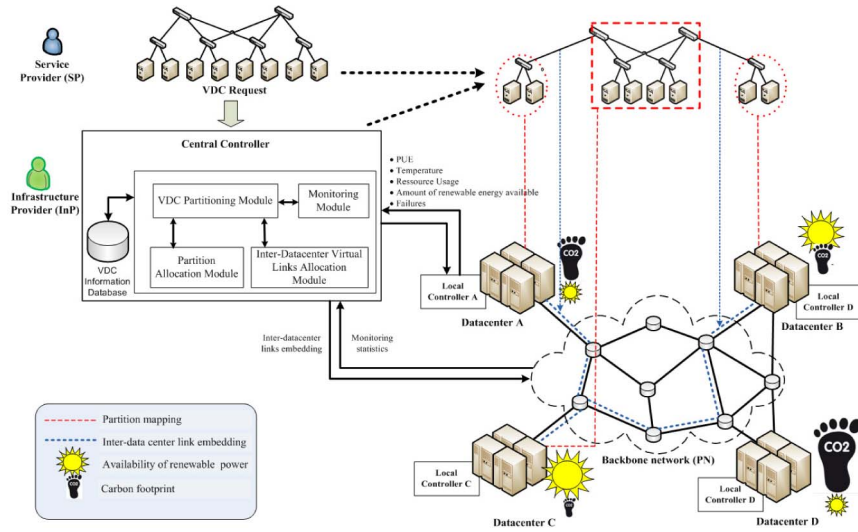 Service
Provider (SP)
VDC Request
Central Controller
Infrastructure
Provider (InP)
VDC Partitioning Module
Monitoring
Module
Partition
Allocation Module
Inter-Datacenter Virtual
Links Allocation
Module
VDC
Information
Database
• PUE
• Temperature
• Ressource Usage
• Amount of renewable energy available
• Failures
Local
Controller A
Datacenter A
CO2
CO2
Local
Controller D
Datacenter B
Inter-datacenter
links embedding
Monitoring
statistics
Backbone network (PN)
Local
Controller C
Datacenter C
Local
Controller D
Datacenter D
CO2
Partition mapping
Inter-data center link embedding
Availability of renewable power
Carbon footprint